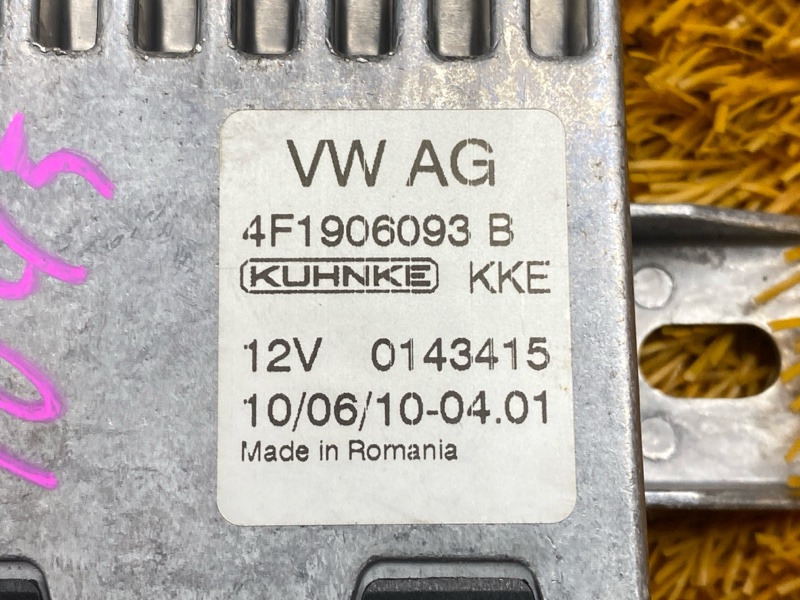 VW AG
4F1906093 B
KUHNKE KKE
12V 0143415
10/06/10-04.01
Made in Romania